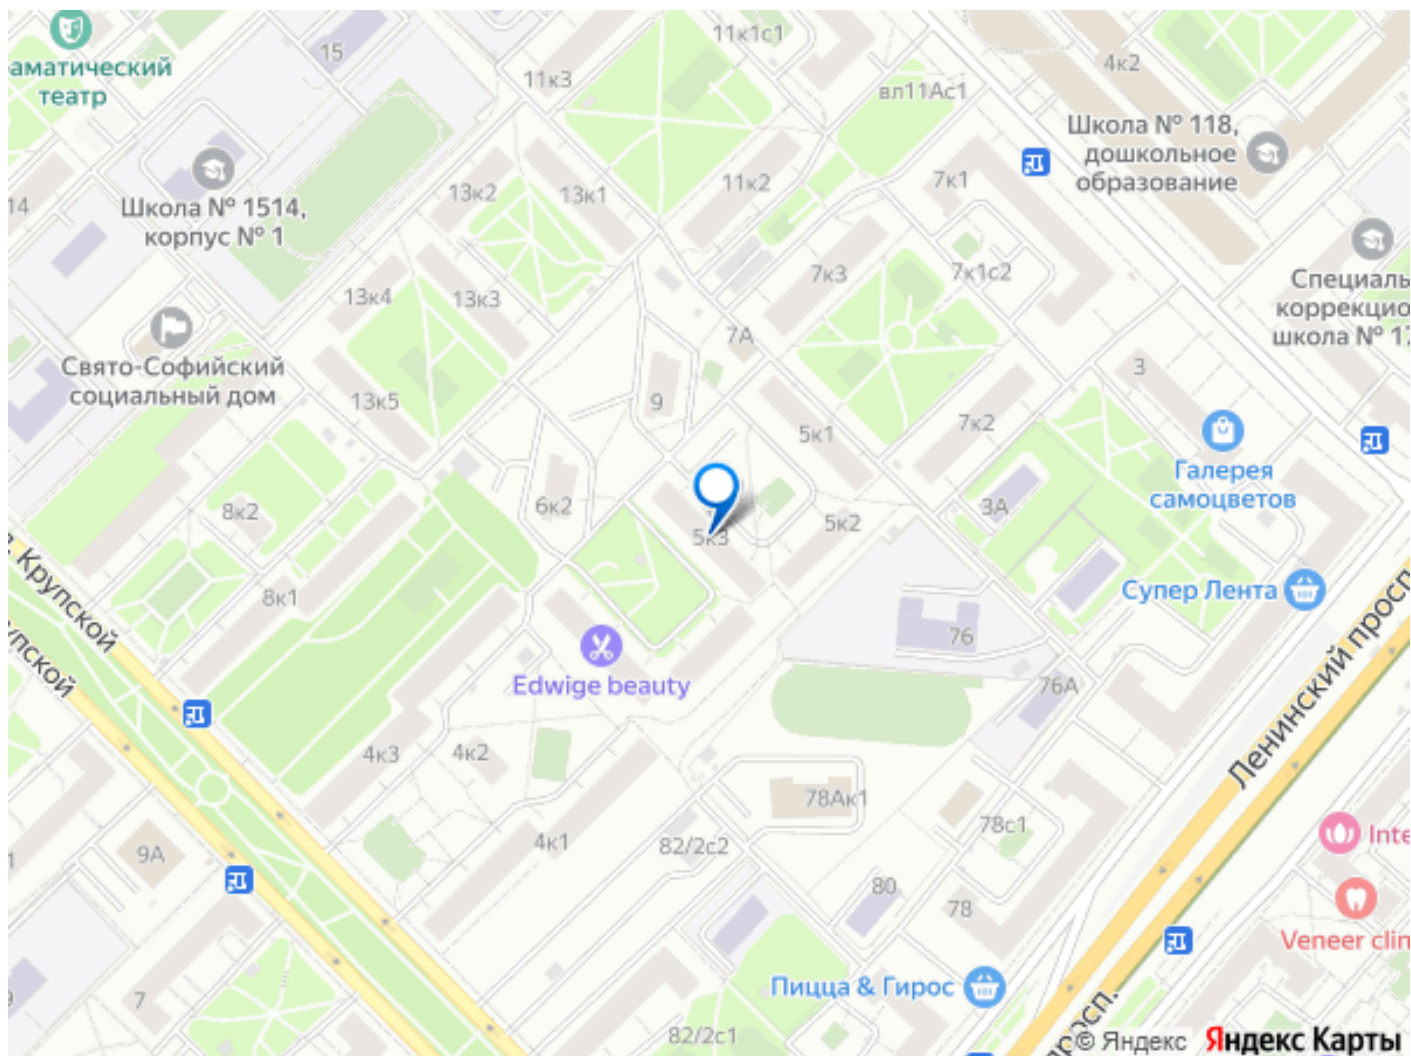 11к1с1
15
4к2
аматический
театр
11к3
вл11Ас1
Школа № 118,
дошкольное
образование
Школа № 1514,
корпус № 1
14
13к2
13к1
11к2
7к1
7к3
7к1с2
Специаль
коррекцио
школа № 17
13к4
13к3
7А
Свято-Софийский
социальный дом
3
13к5
9
5к1
7к2
Галерея
самоцветов
8к2
6к2
5к3
5к2
3А
8к1
Супер Лента
76
е Крупской
упской
Edwige beauty
76А
Ленинский просп.
4к3
4к2
78Ак1
78с1
4к1
82/2с2
Inte
9А
80
78
Veneer clin
Пицца & Гирос
7
82/2с1
просп.
© Яндекс
Яндекс Карты